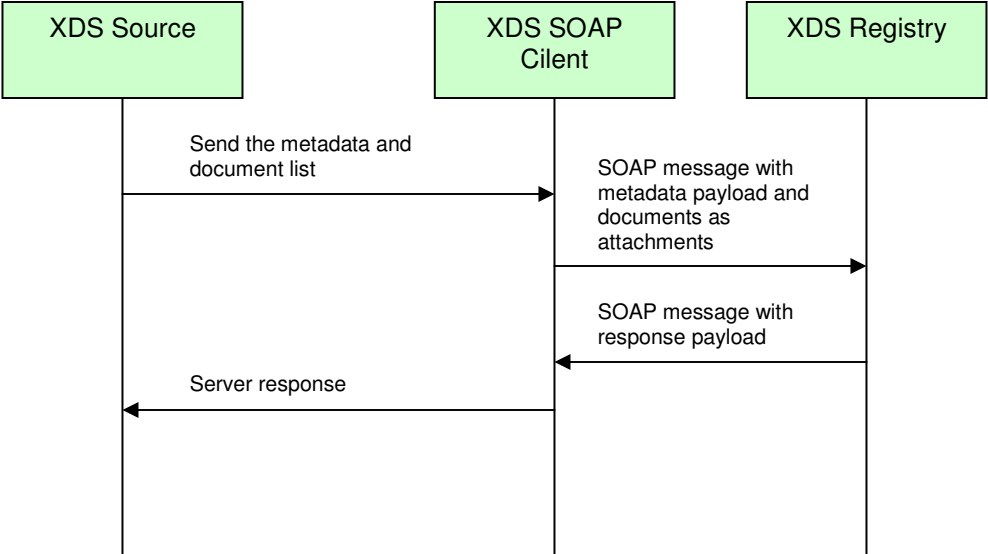 XDS Source
XDS SOAP
Cilent
XDS Registry
Send the metadata and
document list
SOAP message with
metadata payload and
documents as
attachments
SOAP message with
response payload
Server response